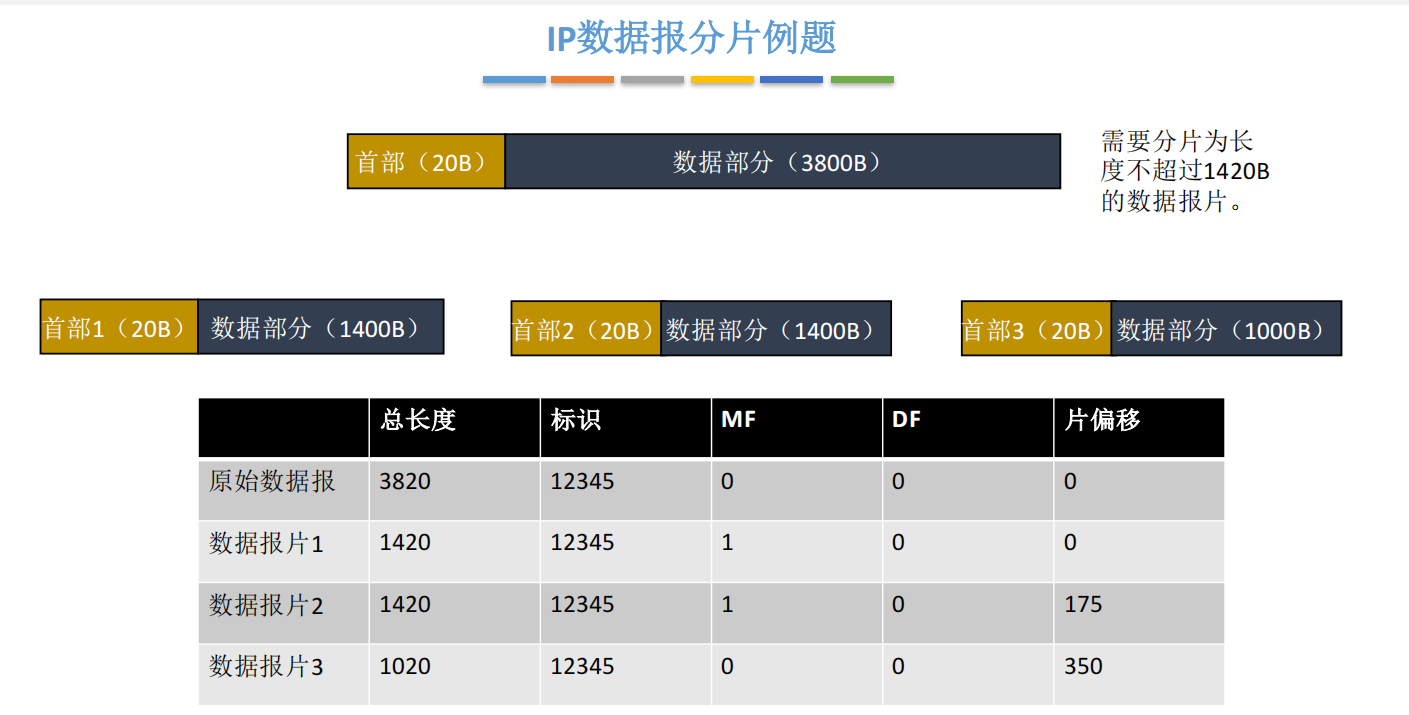 IP数据报分片例题
首部（20B）
数据部分（3800B）
需要分片为长
度不超过1420B
的数据报片。
首部1（20B）
数据部分（1400B）
首部2（20B）
数据部分（1400B）
首部3（20B）
数据部分（1000B）
总长度 标识 MF DF 片偏移
原始数据报 3820 12345 0 0 0
数据报片1 1420 12345 1 0 0
数据报片2 1420 12345 1 0 175
数据报片3 1020 12345 0 0 350